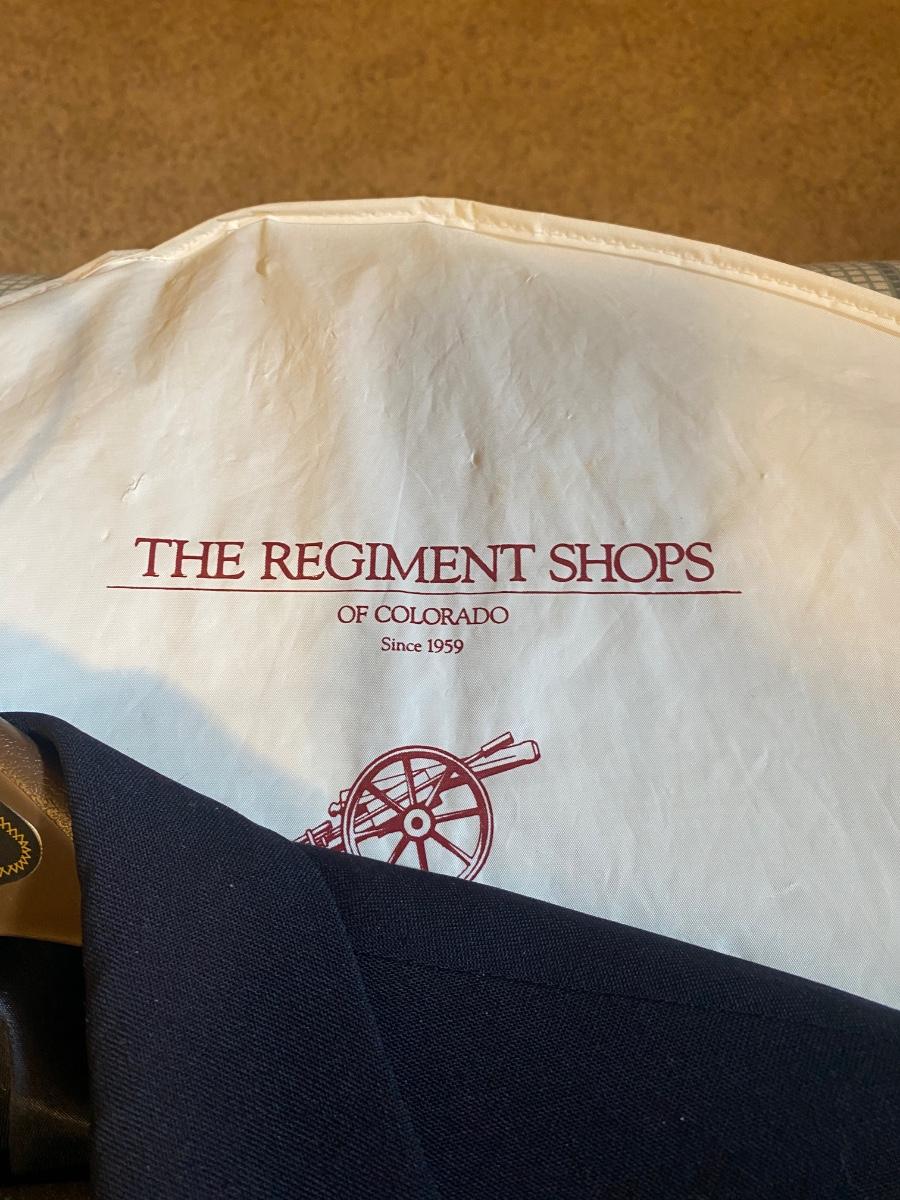 THE REGIMENT SHOPS
OF COLORADO
Since 1959